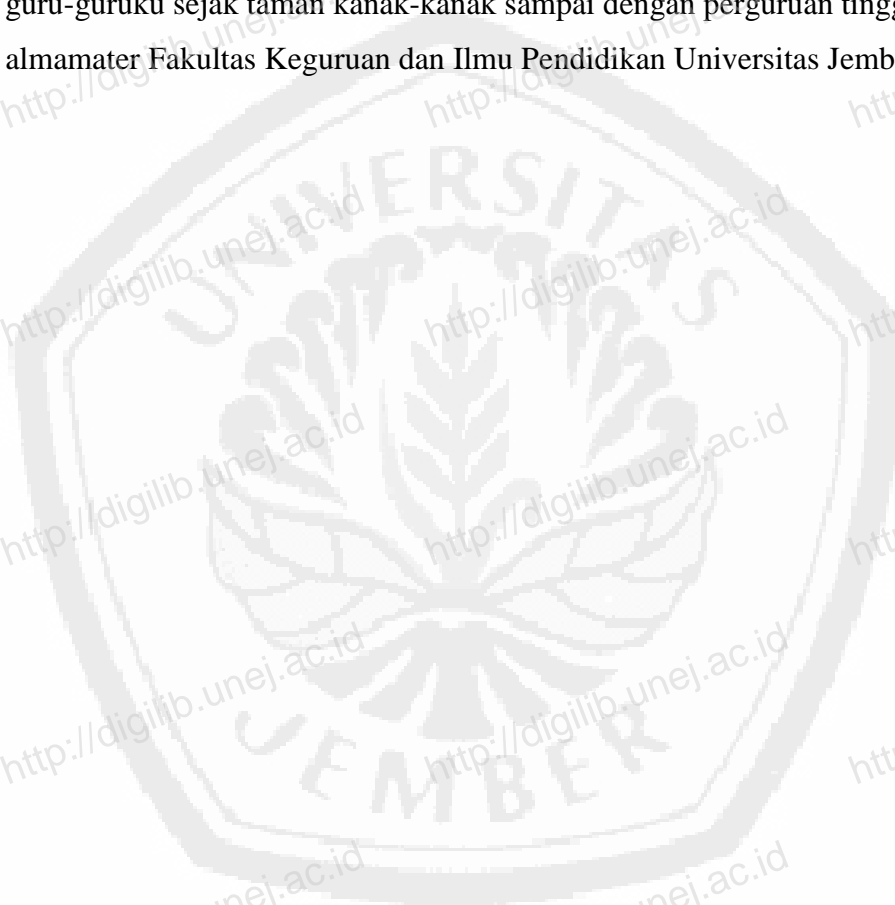 guru-guruku sejak taman kanak-kanak sampai dengan perguruan
almamater Fakultas Keguruan dan Ilmu Pendidikan Universitas
http://digilib.unej.ac.id
UNIVERSITAS
http://digilib.unej.ac.id http://digilib.unej.ac.id
http://digilib.unej.ac.id http://digilib.unej.ac.id
http://digilib.unej.ac.id http://digilib.unej.ac.id
JEMBER